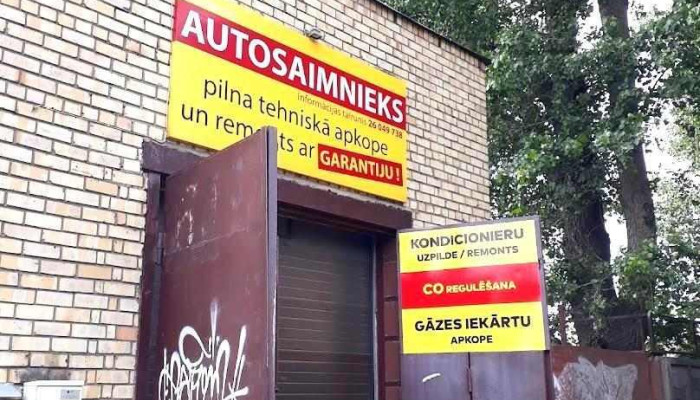 AUTOSAIMNIEKS
informācijas tālrunis 26 049 738
pilna tehniskā apkope
un remonts ar GARANTIJU!
KONDICIONIERU
UZPILDE / REMONTS
CO REGULĒŠANA
GĀZES IEKĀRTU
APKOPE